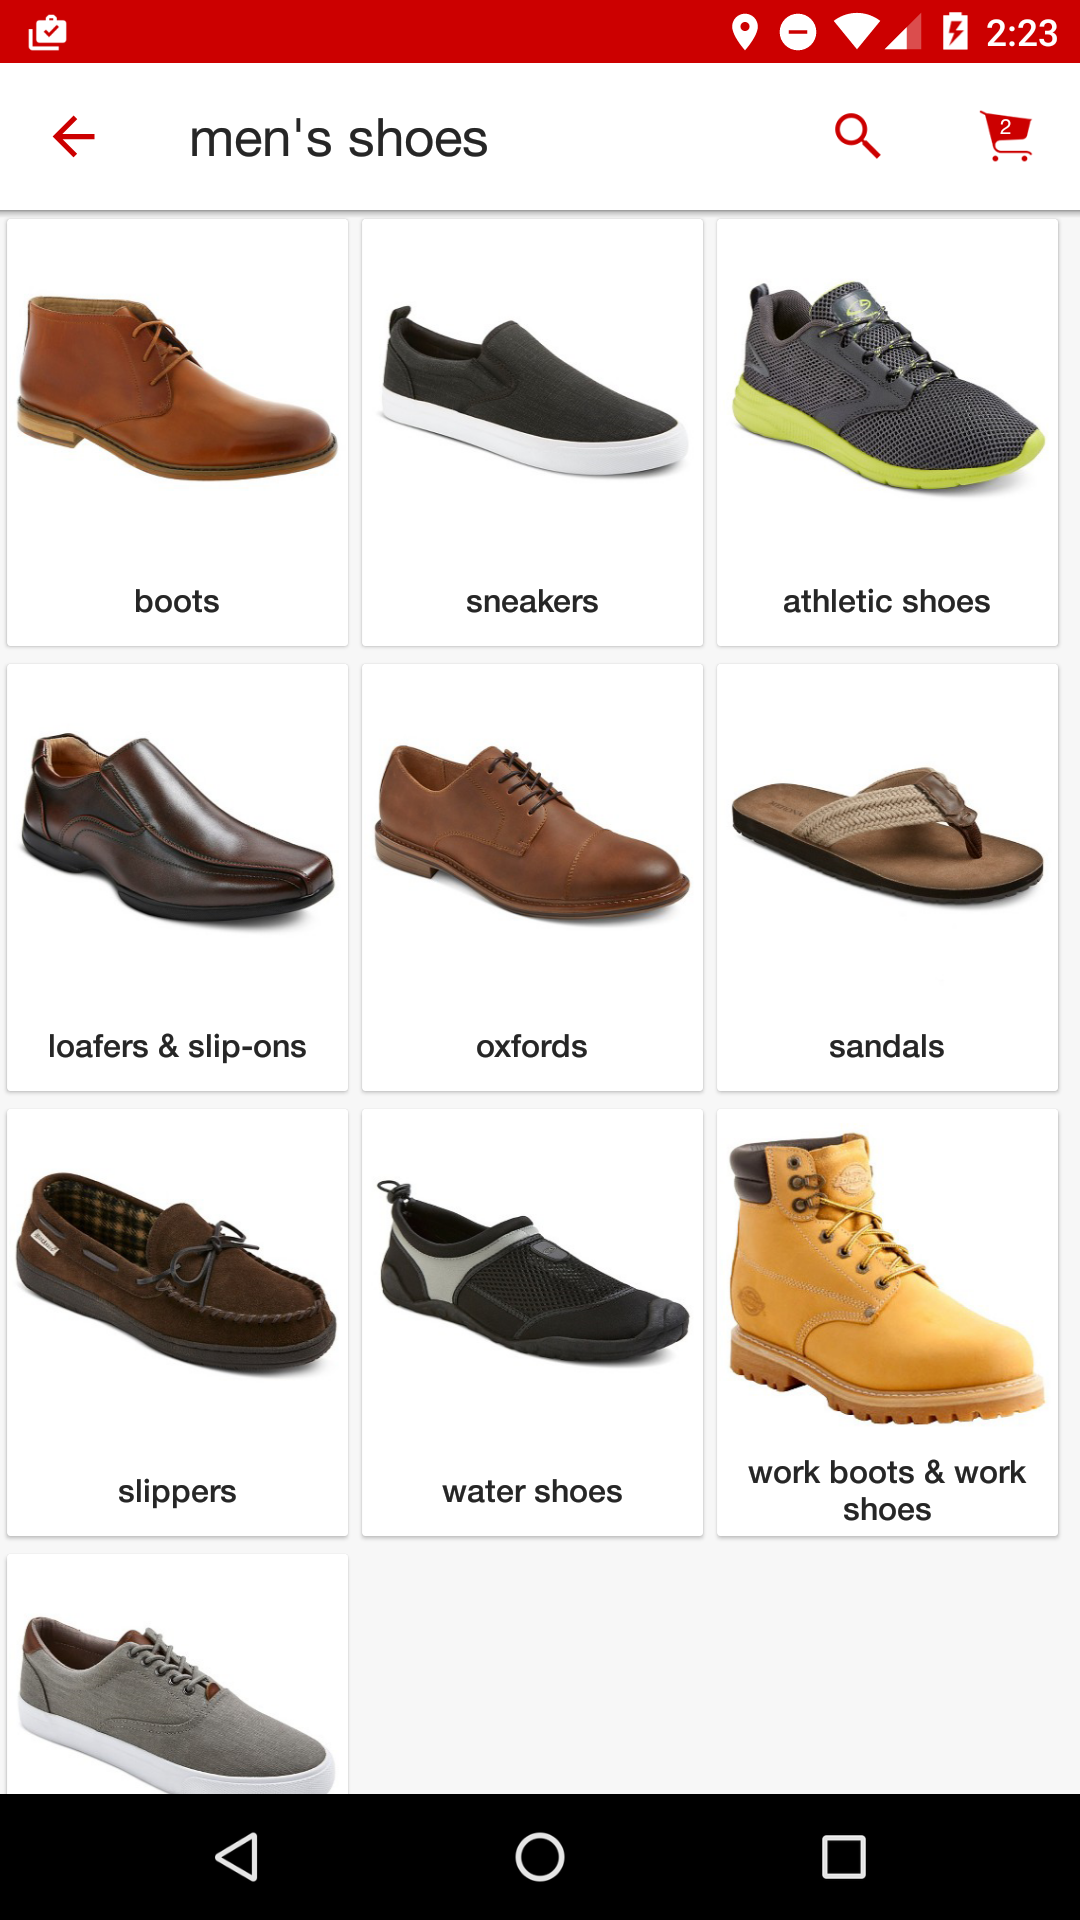 2:23
men's shoes
2
boots
sneakers
athletic shoes
loafers & slip-ons
oxfords
sandals
slippers
water shoes
work boots & work
shoes